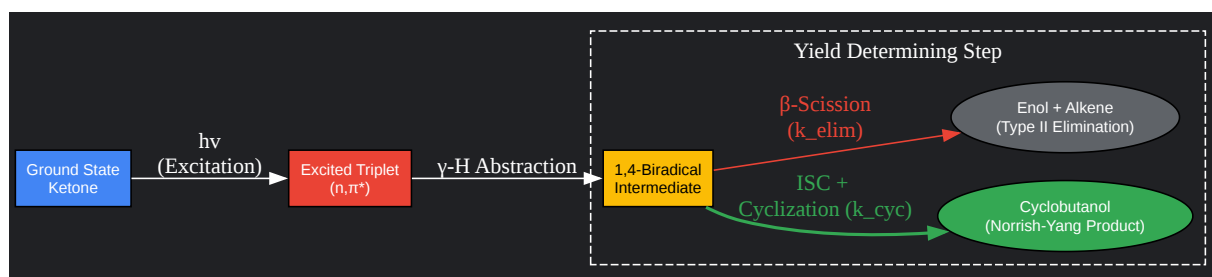 Yield Determining Step
Ground State
Ketone
hv
(Excitation)
Excited Triplet
(n,π*)
γ-H Abstraction
1,4-Biradical
Intermediate
β-Scission
(k_elim)
Enol + Alkene
(Type II Elimination)
ISC +
Cyclization (k_cyc)
Cyclobutanol
(Norrish-Yang Product)